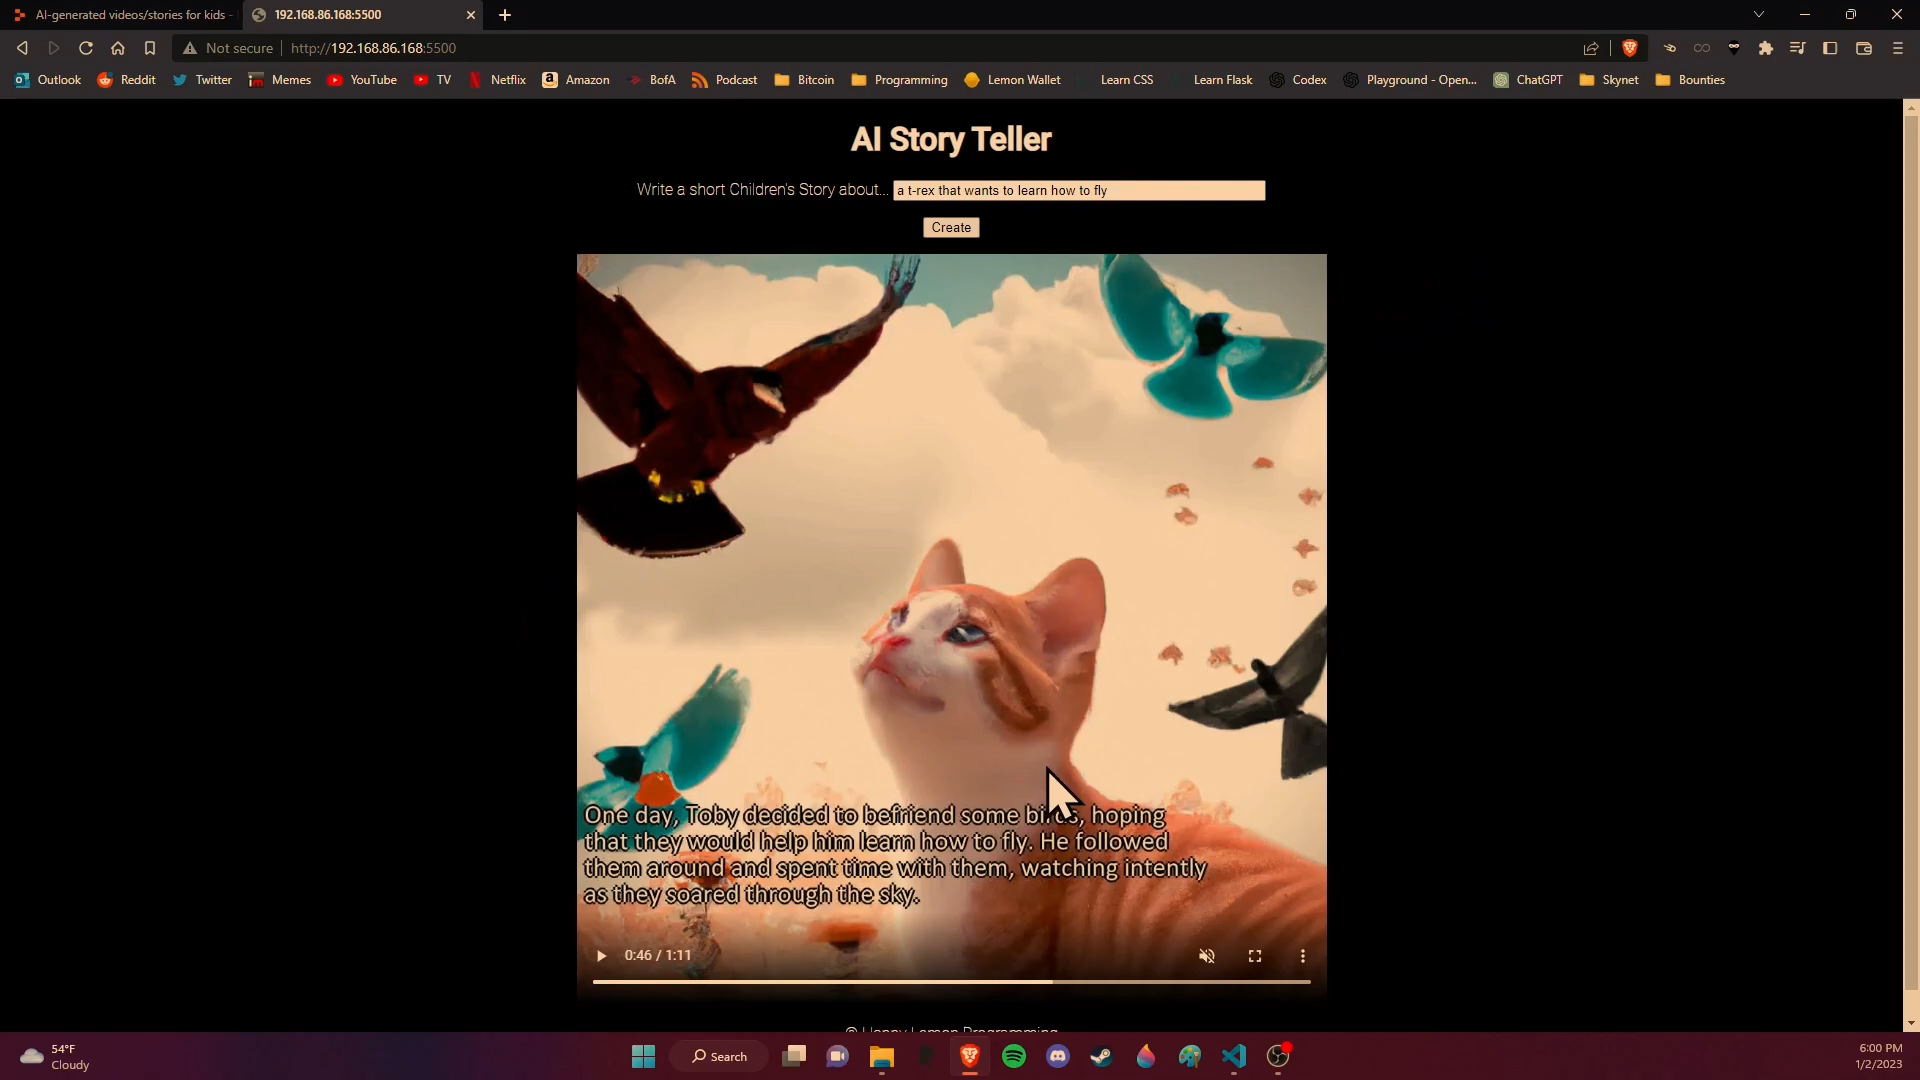 AI-generated videos/stories for kids -
192.168.86.168:5500
Not secure
http://192.168.86.168:5500
Outlook
Reddit
Twitter
Memes
YouTube
TV
Netflix
Amazon
BofA
Podcast
Bitcoin
Programming
Lemon Wallet
Learn CSS
Learn Flask
Codex
Playground - Open...
ChatGPT
Skynet
Bounties
AI Story Teller
Write a short Children's Story about... a t-rex that wants to learn how to fly
Create
One day, Toby decided to befriend some birds, hoping
that they would help him learn how to fly. He followed
them around and spent time with them, watching intently
as they soared through the sky.
0:46 / 1:11
© Happy Lemon Programming
54°F
Cloudy
Search
6:00 PM
1/2/2023